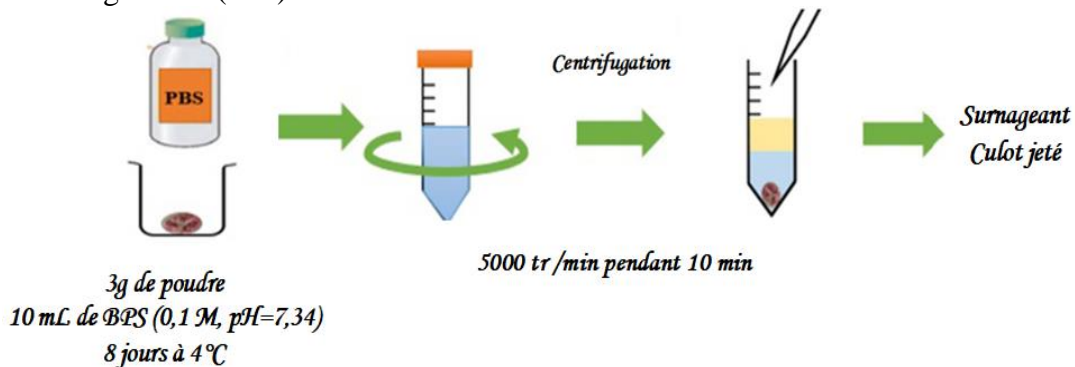 PBS
Centrifugation
Surnageant
Culot jeté
5000 tr/min pendant 10 min
3g de poudre
10 mL de BPS (0,1 M, pH=7,34)
8 jours à 4°C